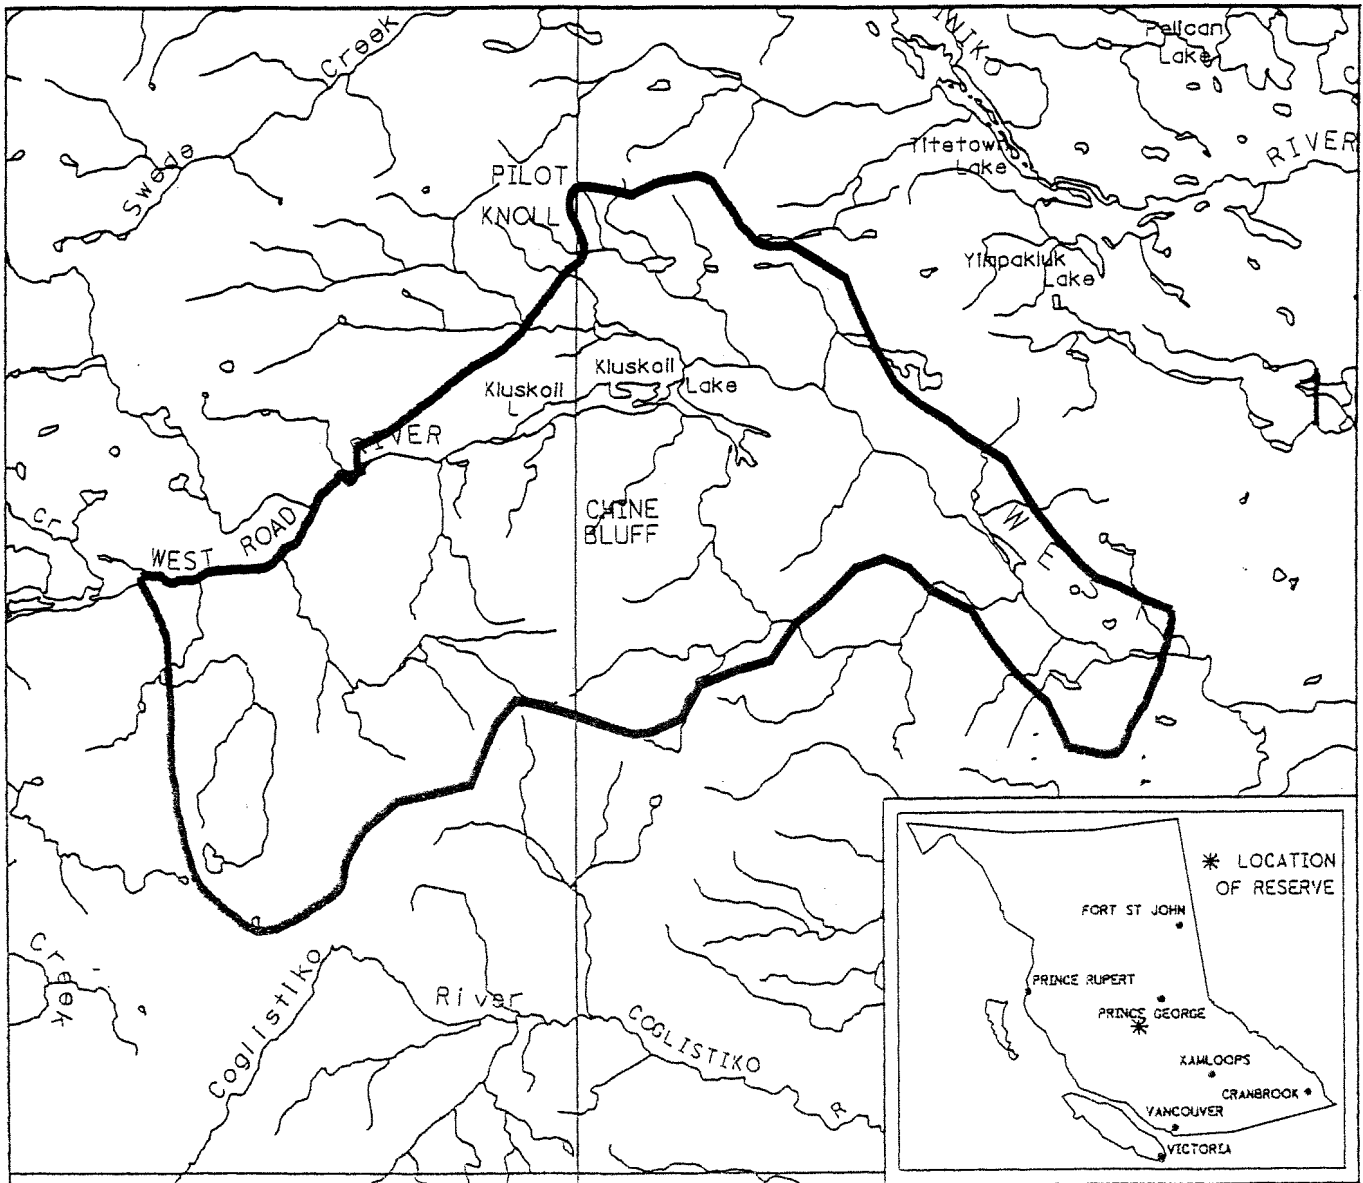 Creek
Swede
IWIKO
Pelican
Lake
C
RIVER
Titetown
Lake
PILOT
KNOLL
Yimpakluk
Lake
Kluskoil
Kluskoil
Lake
L
RIVER
WEST ROAD
Cr
CHINE
BLUFF
W E
Creek
Coglistiko
River
COGLISTIKO
R
* LOCATION
OF RESERVE
FORT ST JOHN
PRINCE RUPERT
PRINCE GEORGE
KAMLOOPS
CRANBROOK
VANCOUVER
VICTORIA